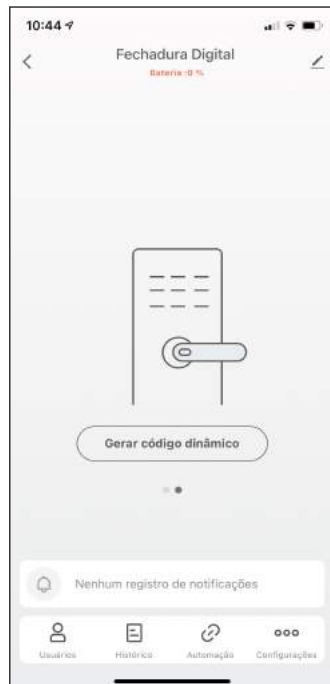 10:44
Fechadura Digital
Bateria :0 %
Gerar código dinâmico
Nenhum registro de notificações
Usuários Histórico Automação Configurações